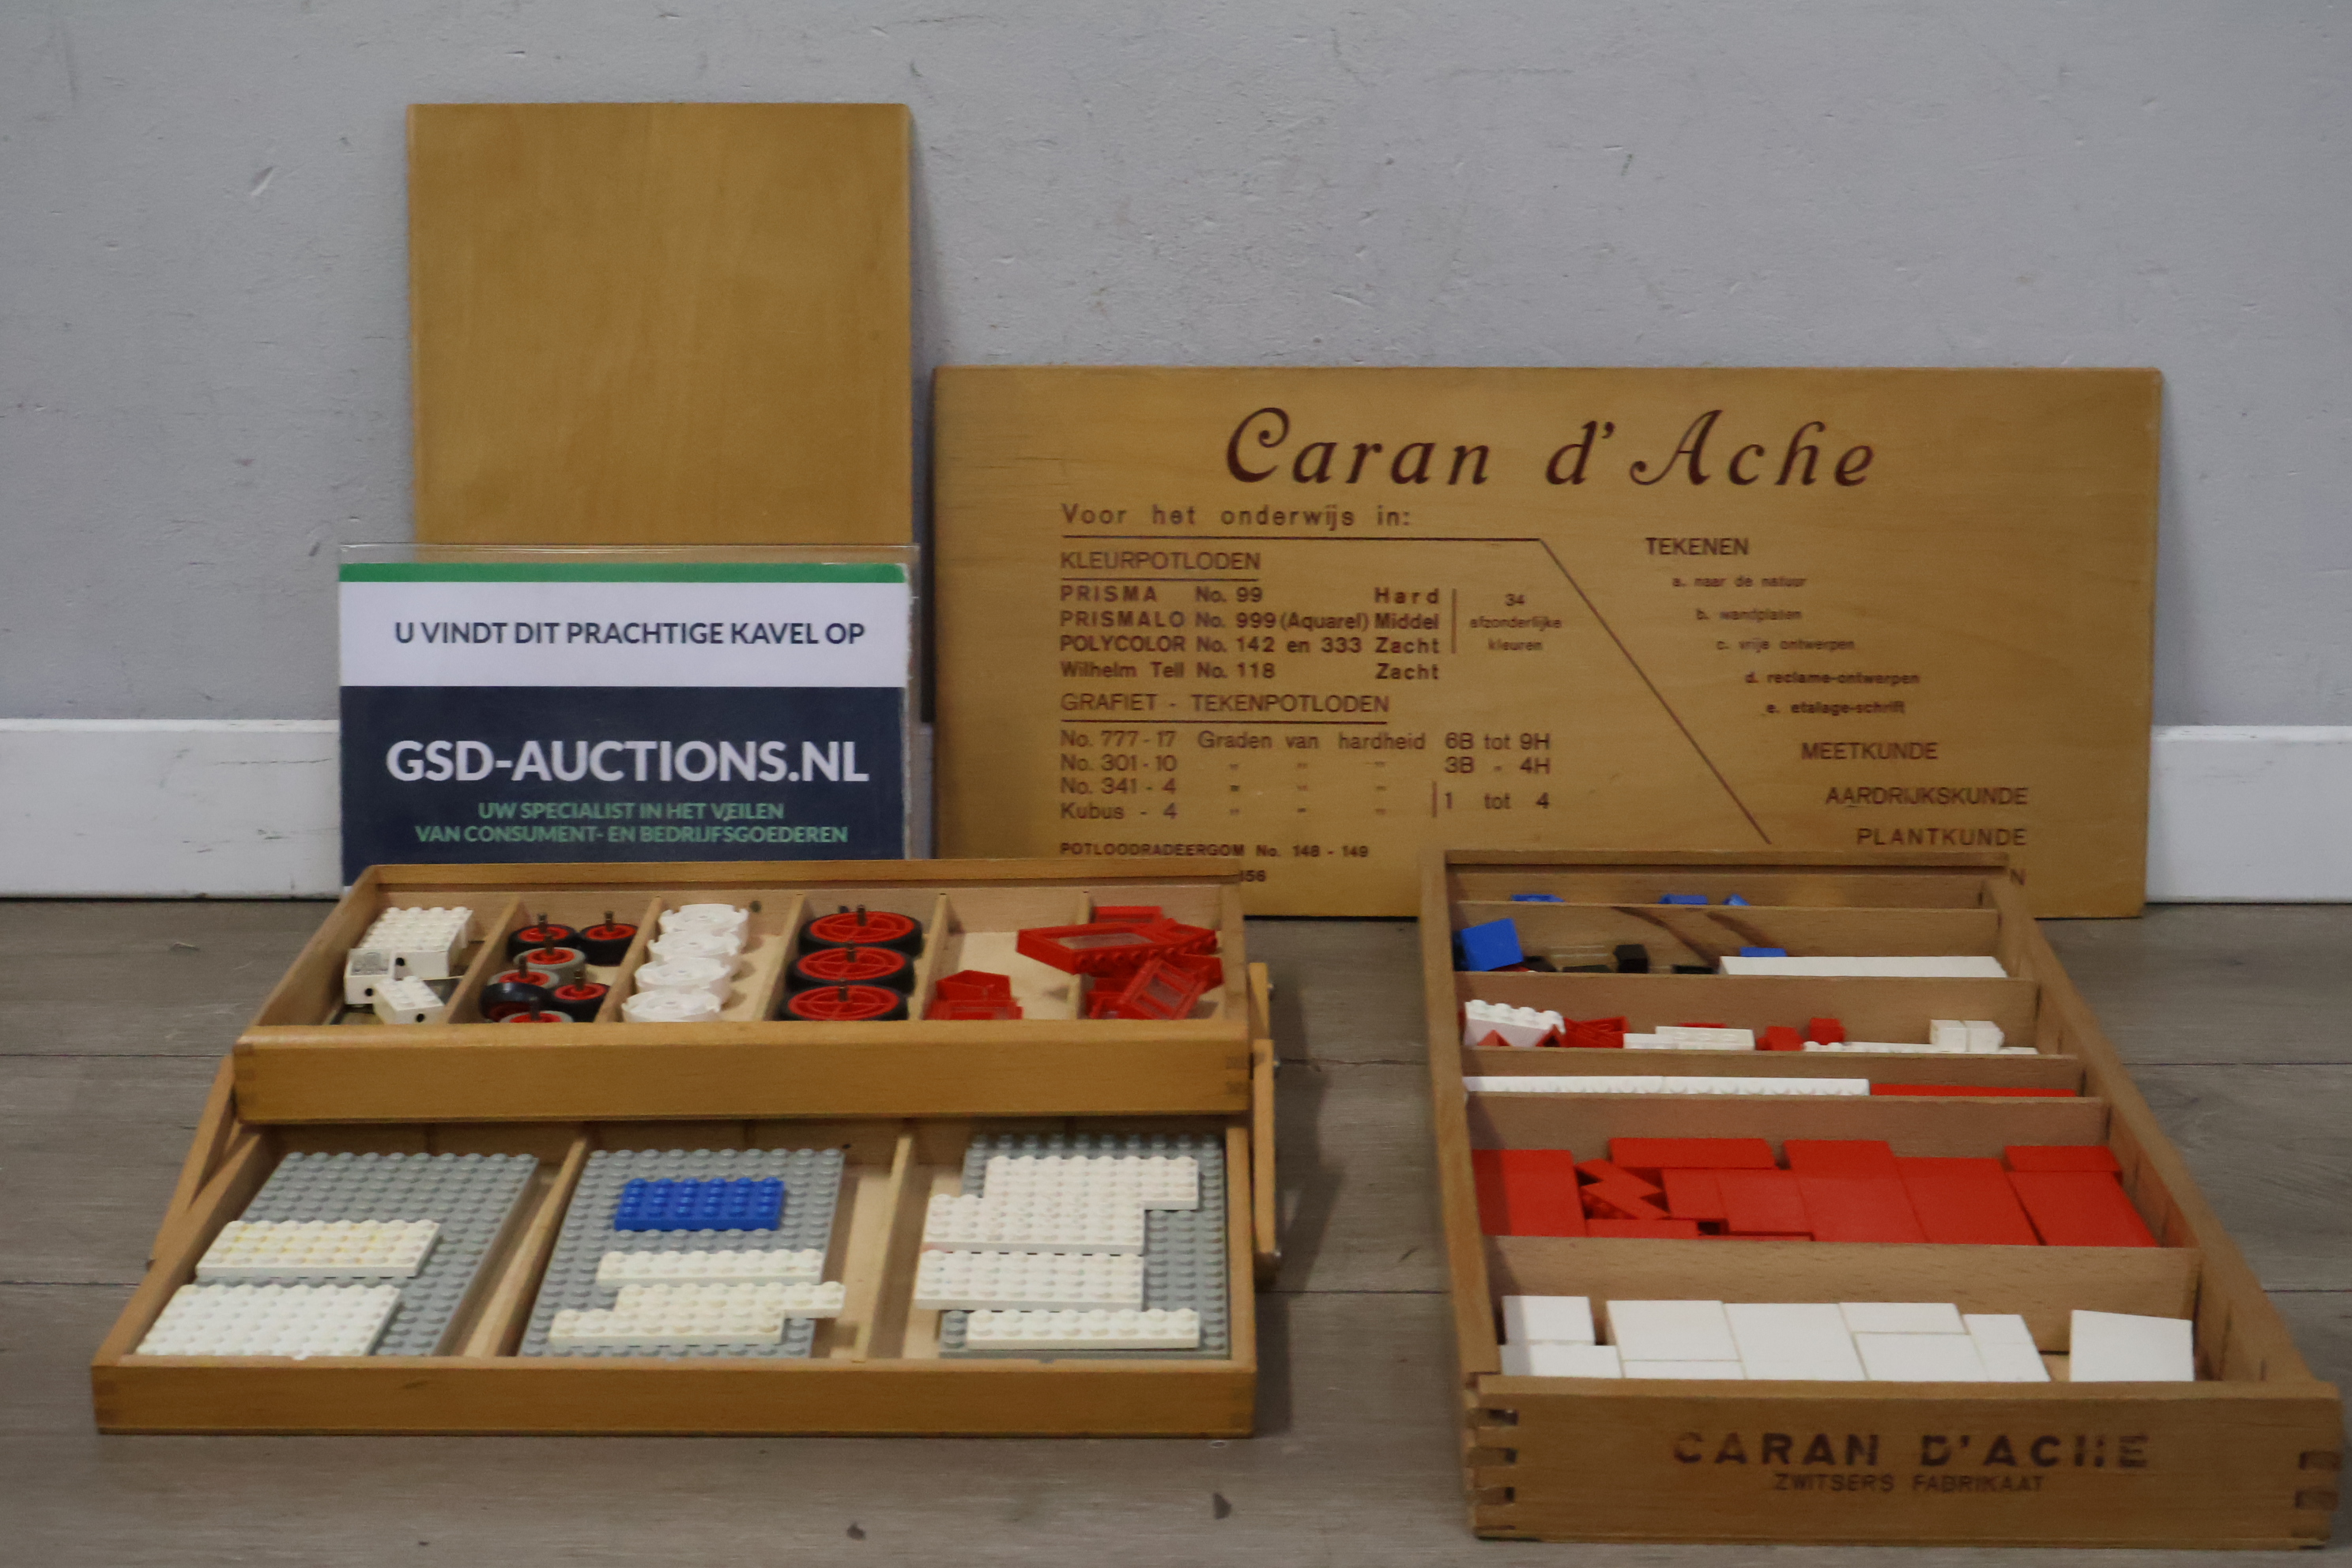 U VINDT DIT PRACHTIGE KAVEL OP
GSD-AUCTIONS.NL
UW SPECIALIST IN HET VEILEN
VAN CONSUMENT- EN BEDRIJFSGOEDEREN
Caran d'Ache
Voor het onderwijs in:
KLEURPOTLODEN
PRISMA No. 99 Hard
PRISMALO No. 999 (Aquarel) Middel
POLYCOLOR No. 142 en 333 Zacht
Wilhelm Tell No. 118 Zacht
34
afzonderlijke
kleuren
GRAFIET - TEKENPOTLODEN
No. 777 - 17 Graden van hardheid 6B tot 9H
No. 301 - 10 " " " 3B - 4H
No. 341 - 4 " " "
Kubus - 4 " " "
1 tot 4
POTLOODRADEERGOM No. 148 - 149
156
TEKENEN
a. naar de natuur
b. wandplaten
c. vrije ontwerpen
d. reclame-ontwerpen
e. etalage-schrift
MEETKUNDE
AARDRIJKSKUNDE
PLANTKUNDE
N
CARAN D'ACHE
ZWITSERS FABRIKAAT